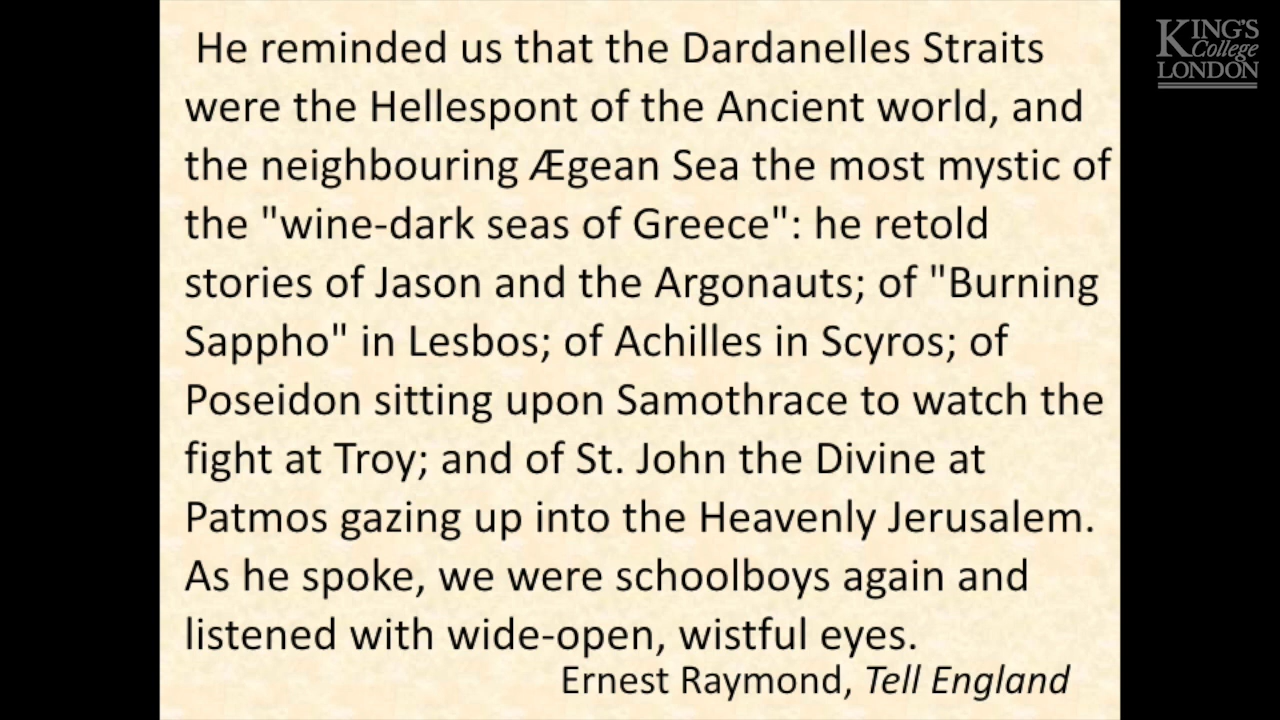 He reminded us that the Dardanelles Straits
were the Hellespont of the Ancient world, and
the neighbouring Ægean Sea the most mystic of
the "wine-dark seas of Greece": he retold
stories of Jason and the Argonauts; of "Burning
Sappho" in Lesbos; of Achilles in Scyros; of
Poseidon sitting upon Samothrace to watch the
fight at Troy; and of St. John the Divine at
Patmos gazing up into the Heavenly Jerusalem.
As he spoke, we were schoolboys again and
listened with wide-open, wistful eyes.
Ernest Raymond, Tell England
KING'S
College
LONDON